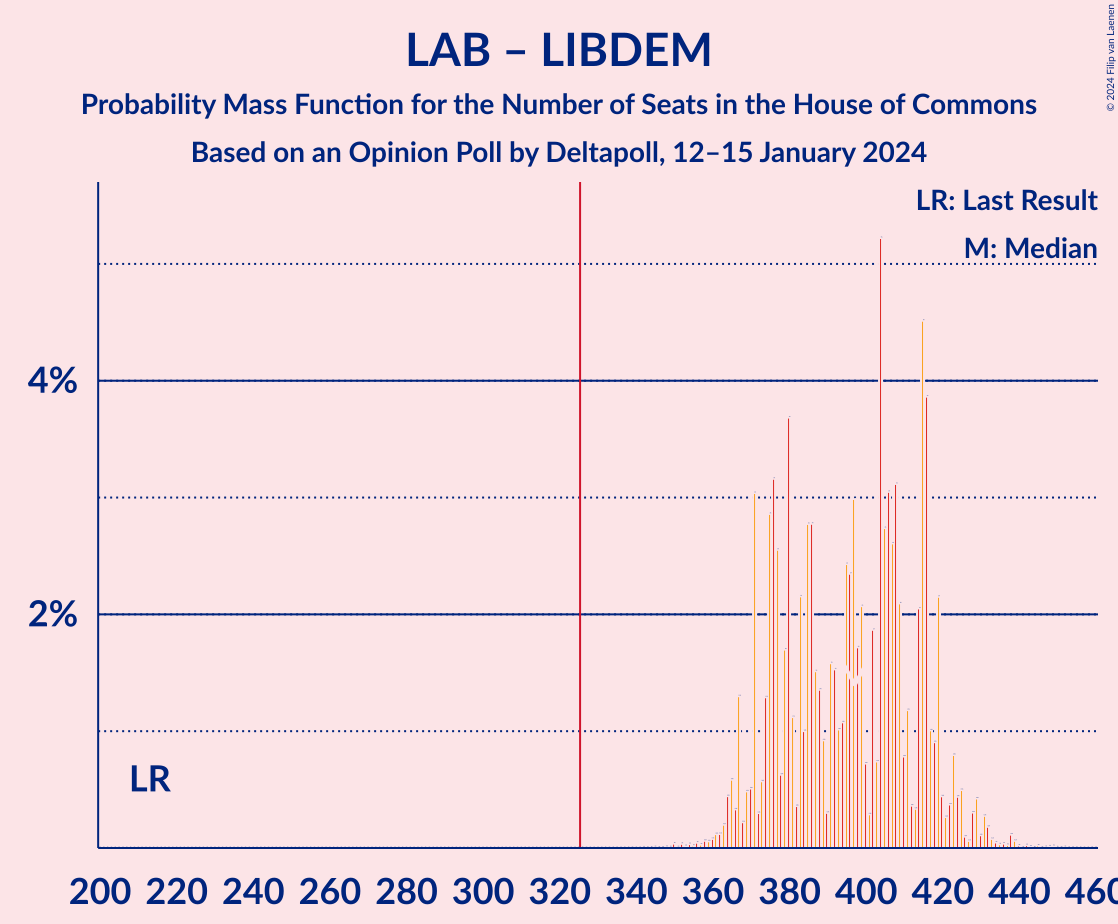 LAB – LIBDEM
Probability Mass Function for the Number of Seats in the House of Commons
Based on an Opinion Poll by Deltapoll, 12–15 January 2024
© 2024 Filip van Laenen
LR: Last Result
M: Median
4%
2%
LR
200 220 240 260 280 300 320 340 360 380 400 420 440 460